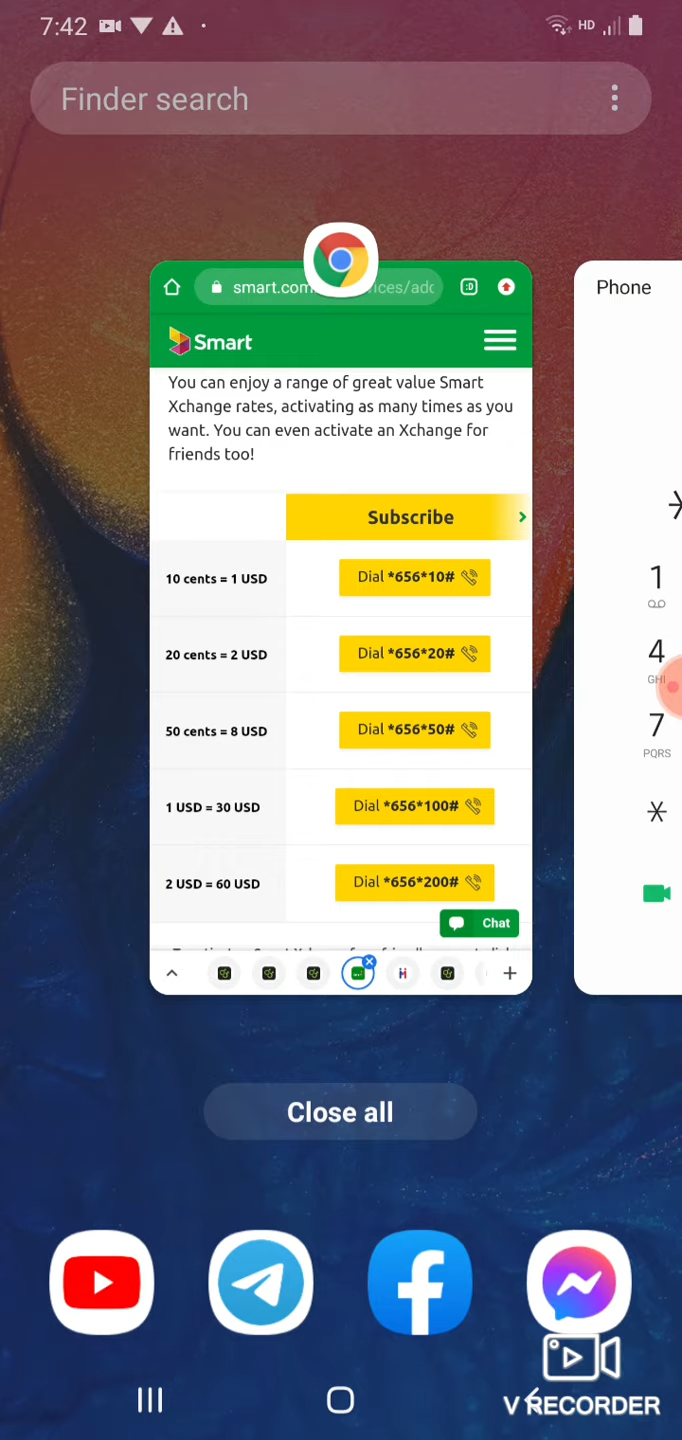 7:42
HD
Finder search
smart.com
vices/adc
:D
Smart
Phone
You can enjoy a range of great value Smart
Xchange rates, activating as many times as you
want. You can even activate an Xchange for
friends too!
Subscribe
10 cents = 1 USD
Dial *656*10#
20 cents = 2 USD
Dial *656*20#
50 cents = 8 USD
Dial *656*50#
1 USD = 30 USD
Dial *656*100#
2 USD = 60 USD
Dial *656*200#
Chat
*
1
4
GHI
7
PQRS
*
Close all
V RECORDER